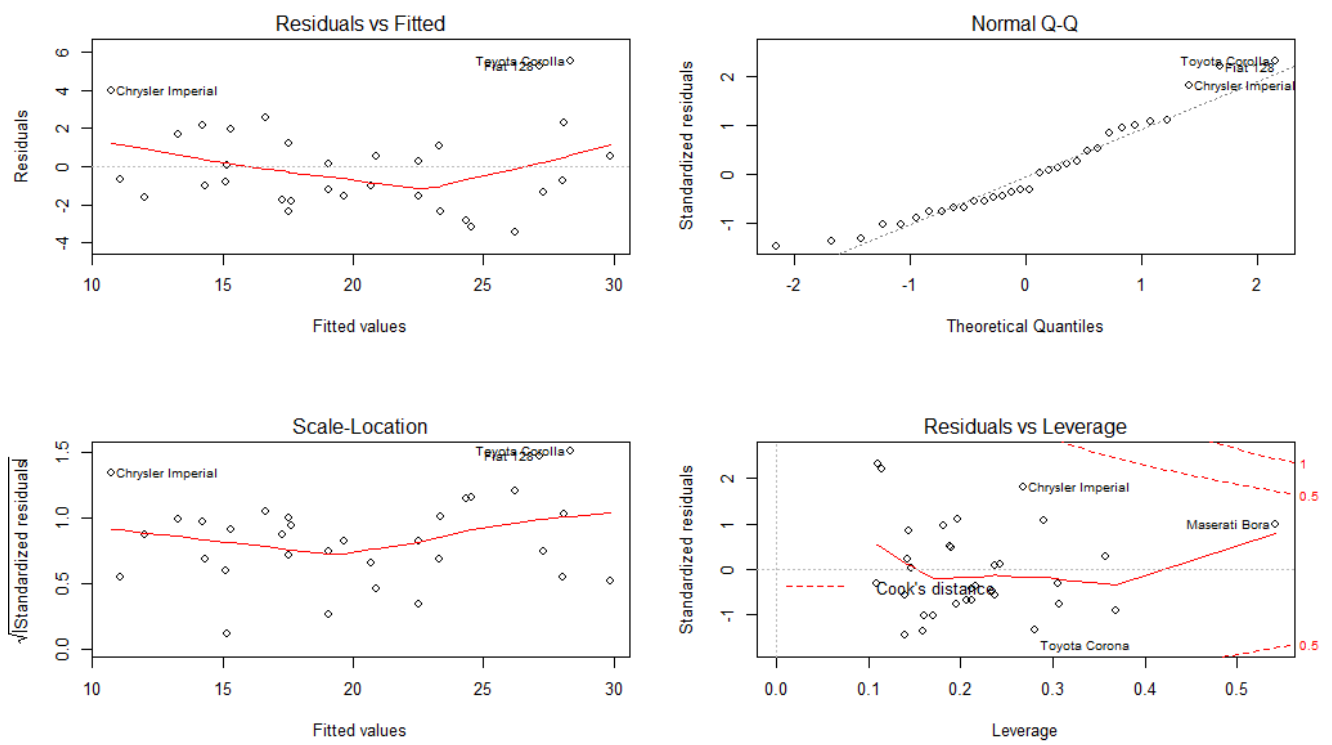 Residuals vs Fitted
Residuals
6
4
2
0
-2
-4
Toyota Corolla
Fiat 128
Chrysler Imperial
10 15 20 25 30
Fitted values
Normal Q-Q
Standardized residuals
2
1
0
-1
Toyota Corolla
Fiat 128
Chrysler Imperial
-2 -1 0 1 2
Theoretical Quantiles
Scale-Location
√|Standardized residuals|
1.5
1.0
0.5
0.0
Toyota Corolla
Fiat 128
Chrysler Imperial
10 15 20 25 30
Fitted values
Residuals vs Leverage
Standardized residuals
2
1
0
-1
1
0.5
Chrysler Imperial
Maserati Bora
Cook's distance
Toyota Corona
0.5
0.0 0.1 0.2 0.3 0.4 0.5
Leverage